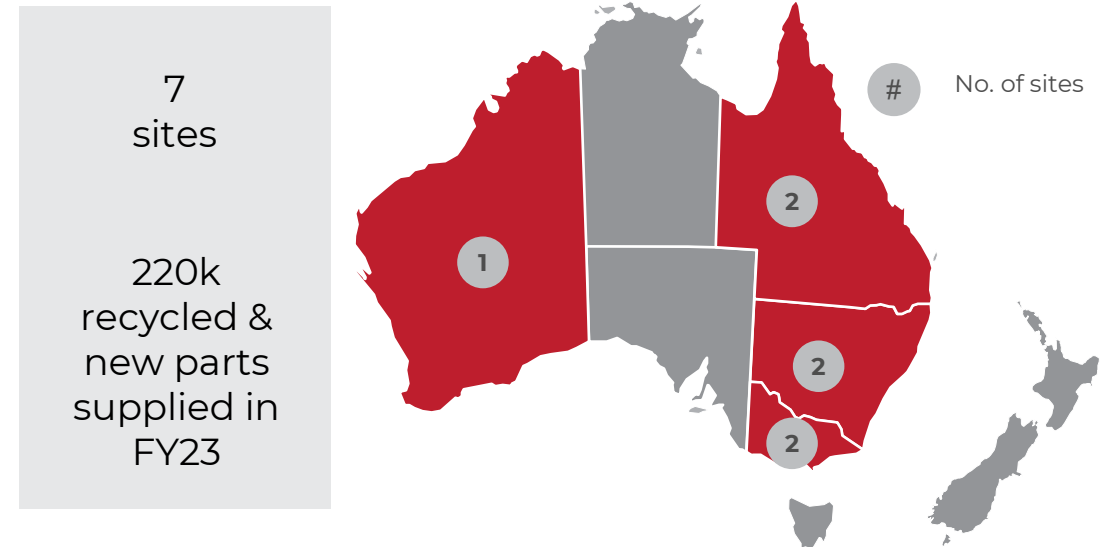 7
sites
220k
recycled &
new parts
supplied in
FY23
# No. of sites
2
1
2
2